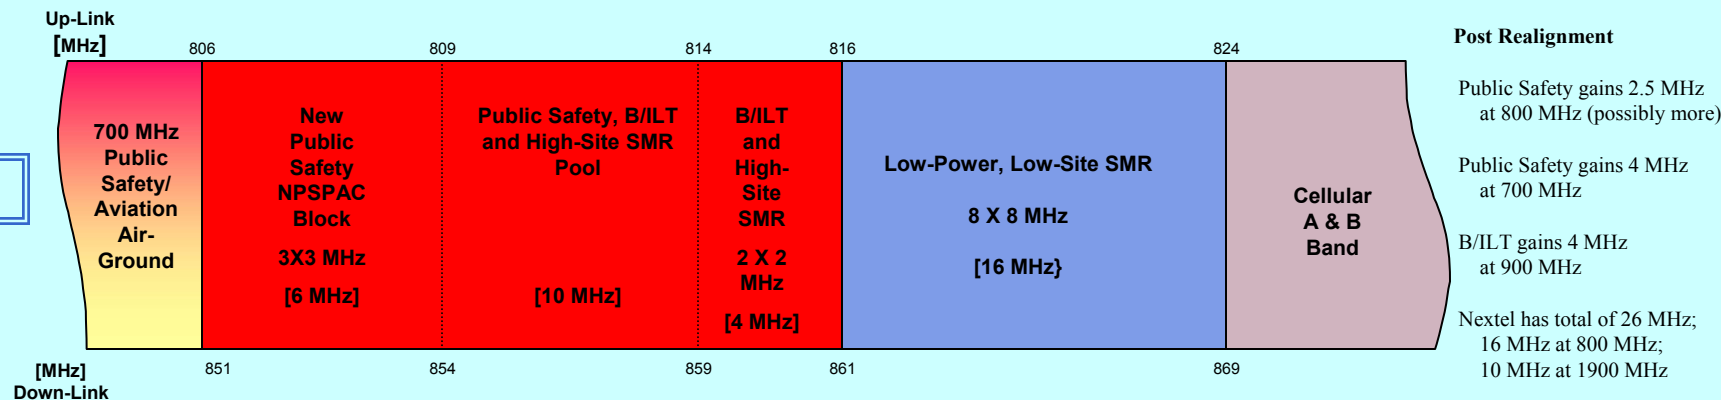 Up-Link
[MHz]
806
809
814
816
824
700 MHz
Public
Safety/
Aviation
Air-
Ground
New
Public
Safety
NPSPAC
Block
3X3 MHz
[6 MHz]
Public Safety, B/ILT
and High-Site SMR
Pool
[10 MHz]
B/ILT
and
High-
Site
SMR
2 X 2
MHz
[4 MHz]
Low-Power, Low-Site SMR
8 X 8 MHz
[16 MHz}
Cellular
A & B
Band
[MHz]
Down-Link
851
854
859
861
869
Post Realignment
Public Safety gains 2.5 MHz
at 800 MHz (possibly more)
Public Safety gains 4 MHz
at 700 MHz
B/ILT gains 4 MHz
at 900 MHz
Nextel has total of 26 MHz;
16 MHz at 800 MHz;
10 MHz at 1900 MHz